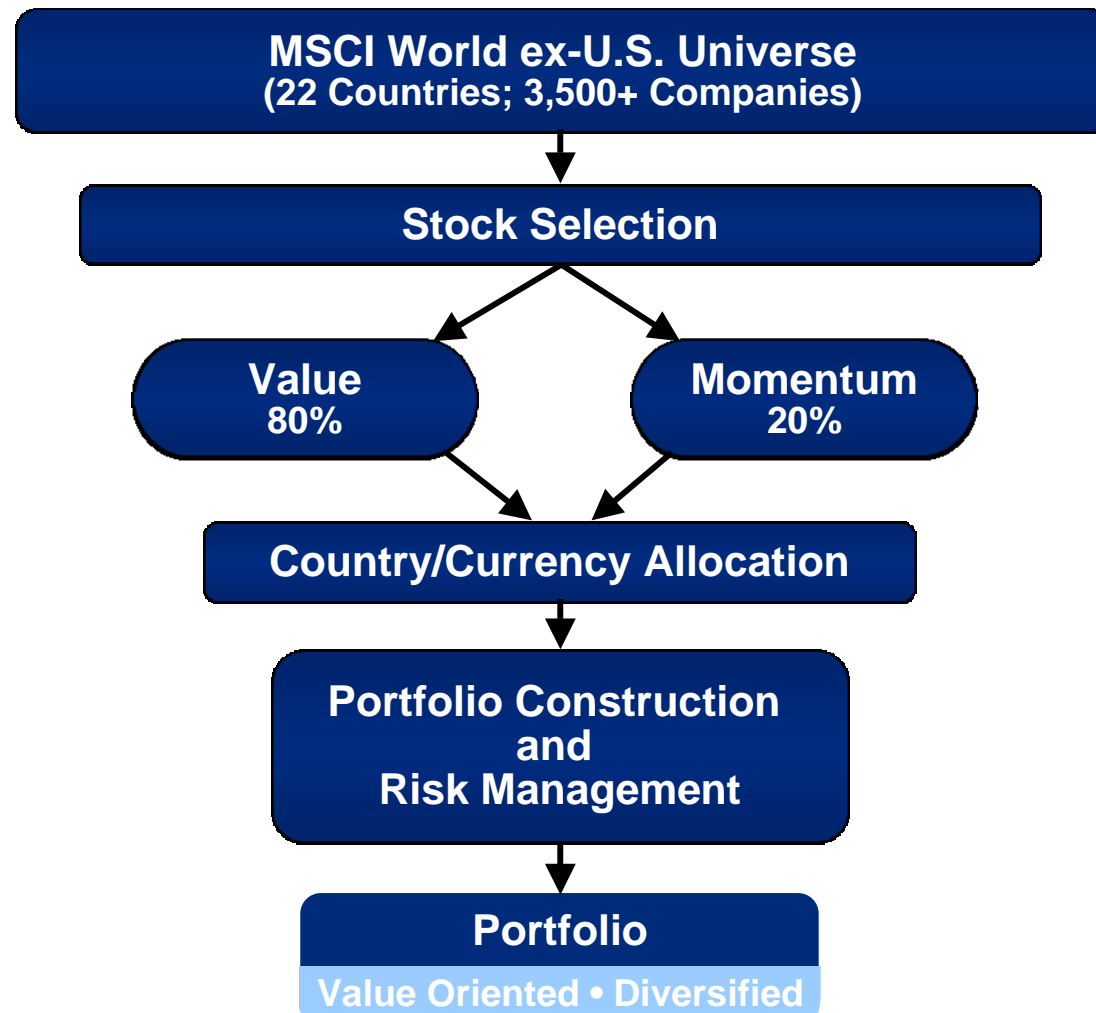 MSCI World ex-U.S. Universe
(22 Countries; 3,500+ Companies)
Stock Selection
Value
80%
Momentum
20%
Country/Currency Allocation
Portfolio Construction
and
Risk Management
Portfolio
Value Oriented • Diversified